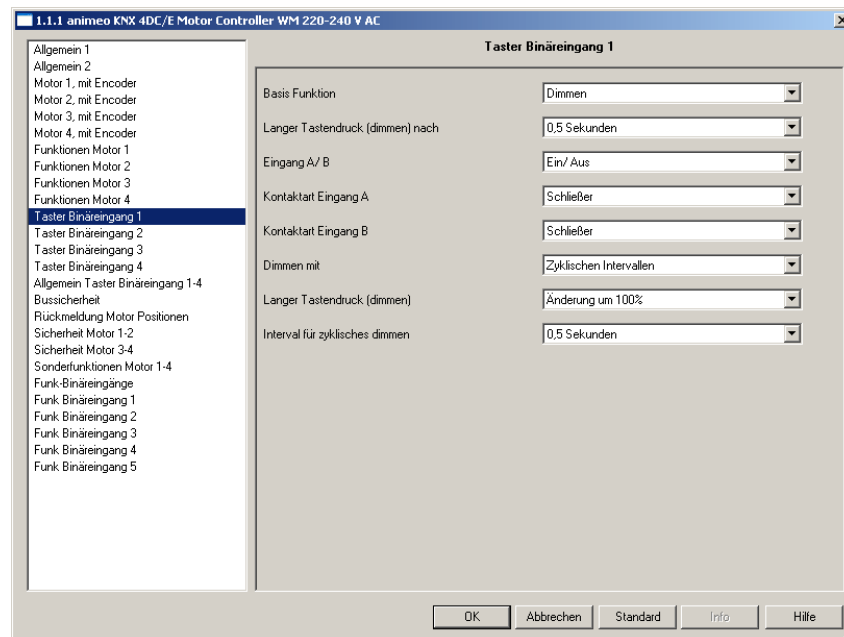 1.1.1 animeo KNX 4DC/E Motor Controller WM 220-240 V AC
Allgemein 1
Allgemein 2
Motor 1, mit Encoder
Motor 2, mit Encoder
Motor 3, mit Encoder
Motor 4, mit Encoder
Funktionen Motor 1
Funktionen Motor 2
Funktionen Motor 3
Funktionen Motor 4
Taster Binäreingang 1
Taster Binäreingang 2
Taster Binäreingang 3
Taster Binäreingang 4
Allgemein Taster Binäreingang 1-4
Bussicherheit
Rückmeldung Motor Positionen
Sicherheit Motor 1-2
Sicherheit Motor 3-4
Sonderfunktionen Motor 1-4
Funk-Binäreingänge
Funk Binäreingang 1
Funk Binäreingang 2
Funk Binäreingang 3
Funk Binäreingang 4
Funk Binäreingang 5
Taster Binäreingang 1
Basis Funktion Dimmen
Langer Tastendruck (dimmen) nach 0,5 Sekunden
Eingang A/ B Ein/ Aus
Kontaktart Eingang A Schließer
Kontaktart Eingang B Schließer
Dimmen mit Zyklischen Intervallen
Langer Tastendruck (dimmen) Änderung um 100%
Interval für zyklisches dimmen 0,5 Sekunden
OK Abbrechen Standard Info Hilfe